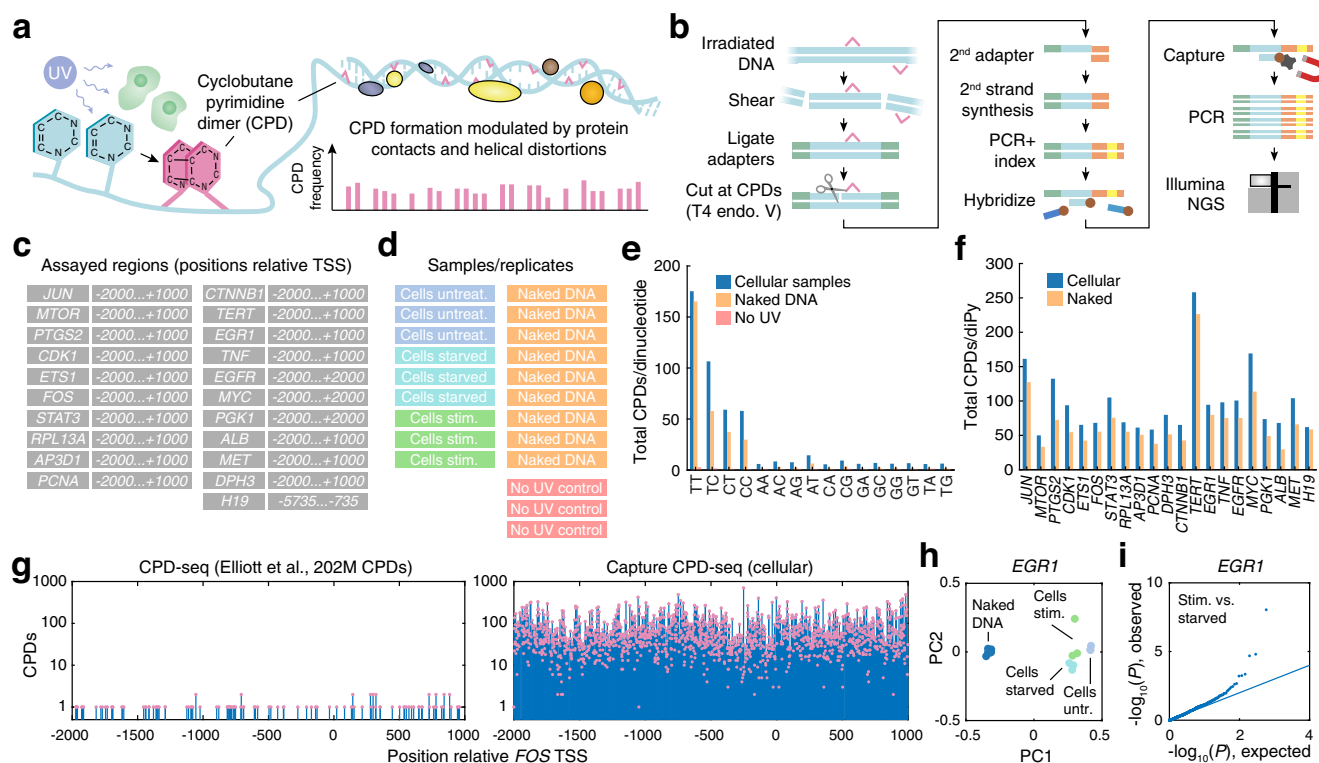 a
UV
Cyclobutane
pyrimidine
dimer (CPD)
C C C C N N
C C C C N N
C C C C C C N N N N
CPD formation modulated by protein
contacts and helical distortions
CPD
frequency
b
Irradiated
DNA
Shear
Ligate
adapters
Cut at CPDs
(T4 endo. V)
2nd adapter
2nd strand
synthesis
PCR+
index
Hybridize
Capture
PCR
Illumina
NGS
c
Assayed regions (positions relative TSS)
JUN -2000...+1000 CTNNB1 -2000...+1000
MTOR -2000...+1000 TERT -2000...+1000
PTGS2 -2000...+1000 EGR1 -2000...+1000
CDK1 -2000...+1000 TNF -2000...+1000
ETS1 -2000...+1000 EGFR -2000...+2000
FOS -2000...+1000 MYC -2000...+2000
STAT3 -2000...+1000 PGK1 -2000...+2000
RPL13A -2000...+1000 ALB -2000...+1000
AP3D1 -2000...+1000 MET -2000...+1000
PCNA -2000...+1000 DPH3 -2000...+1000
H19 -5735...-735
d
Samples/replicates
Cells untreat. Naked DNA
Cells untreat. Naked DNA
Cells untreat. Naked DNA
Cells starved Naked DNA
Cells starved Naked DNA
Cells starved Naked DNA
Cells stim. Naked DNA
Cells stim. Naked DNA
Cells stim. Naked DNA
No UV control
No UV control
No UV control
e
Total CPDs/dinucleotide
200
150
100
50
0
Cellular samples
Naked DNA
No UV
TT TC CT CC AA AC AG AT CA CG GA GC GG GT TA TG
f
Total CPDs/diPy
300
250
200
150
100
50
0
Cellular
Naked
JUN MTOR PTGS2 CDK1 ETS1 FOS STAT3 RPL13A AP3D1 PCNA DPH3 CTNNB1 TERT EGR1 TNF EGFR MYC PGK1 ALB MET H19
g
CPD-seq (Elliott et al., 202M CPDs)
CPDs
1000
100
10
1
-2000 -1500 -1000 -500 0 500 1000
Capture CPD-seq (cellular)
1000
100
10
1
-2000 -1500 -1000 -500 0 500 1000
Position relative FOS TSS
h
EGR1
PC2
0.5
0
-0.5
Naked
DNA
Cells
stim.
Cells
starved
Cells
untr.
-0.5 0 0.5
PC1
i
EGR1
-log10(P), observed
10
5
0
Stim. vs.
starved
0 2 4
-log10(P), expected